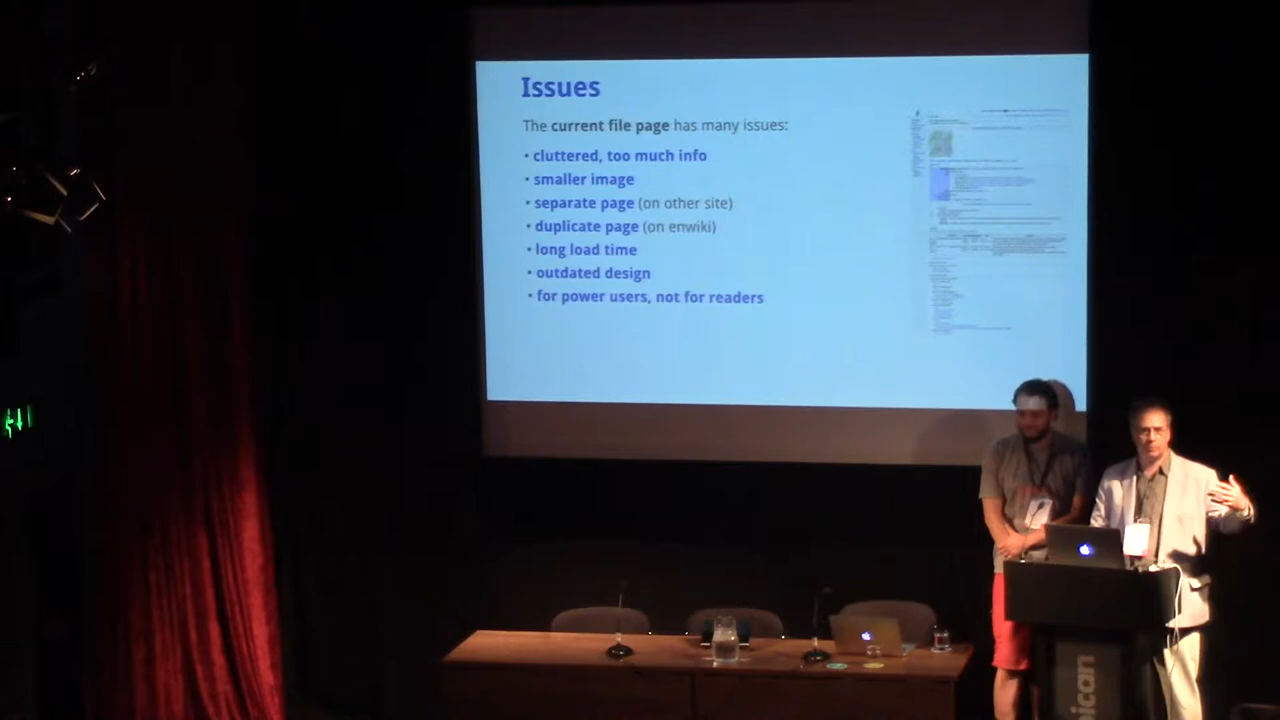 Issues
The current file page has many issues:
• cluttered, too much info
• smaller image
• separate page (on other site)
• duplicate page (on enwiki)
• long load time
• outdated design
• for power users, not for readers
bican